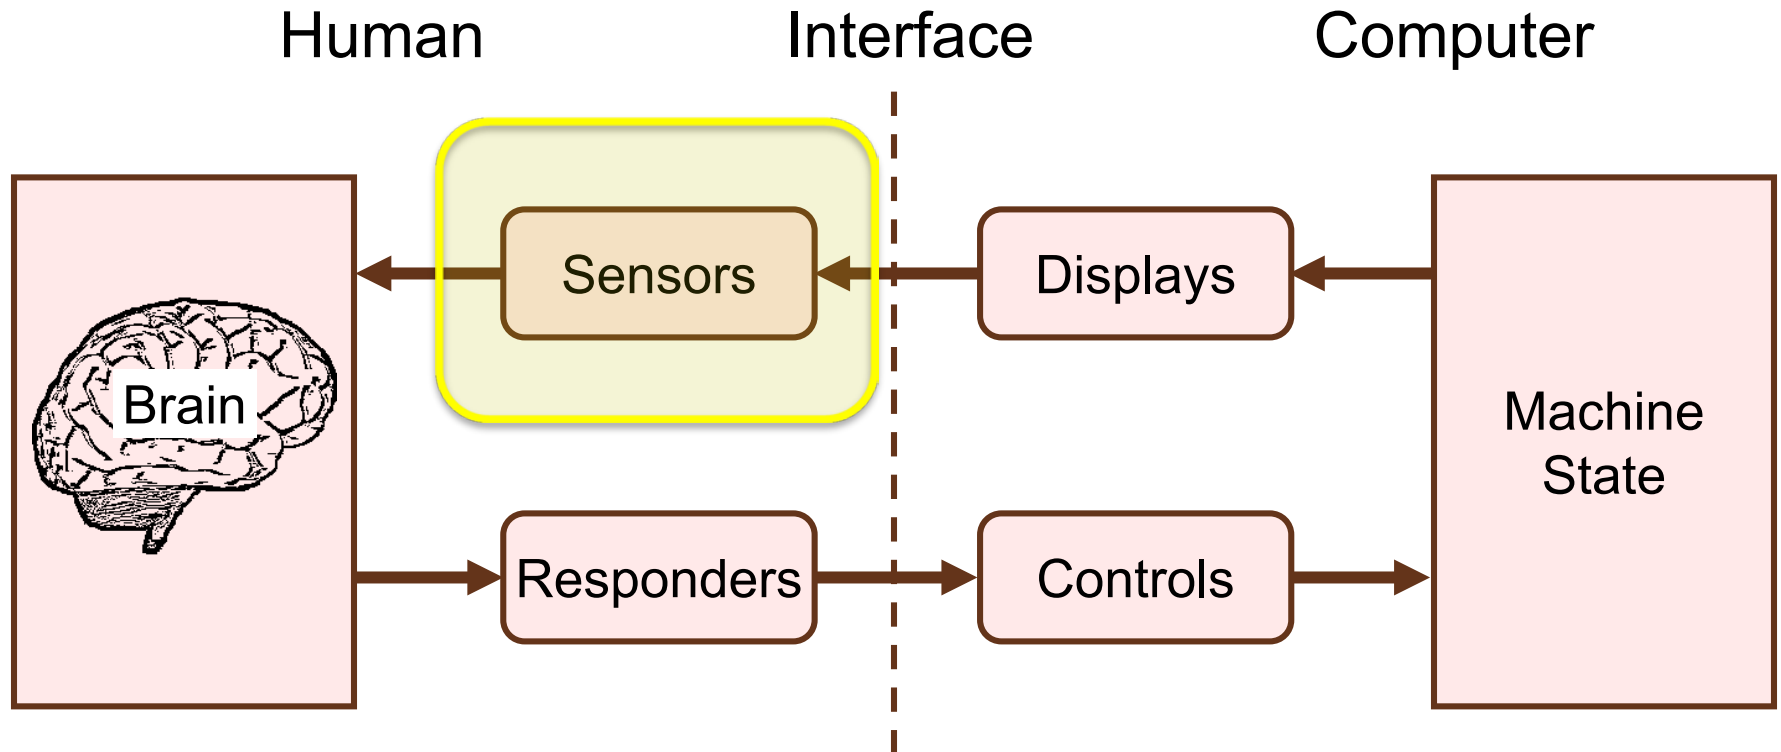 Human
Interface
Computer
Sensors
Displays
Brain
Machine
State
Responders
Controls